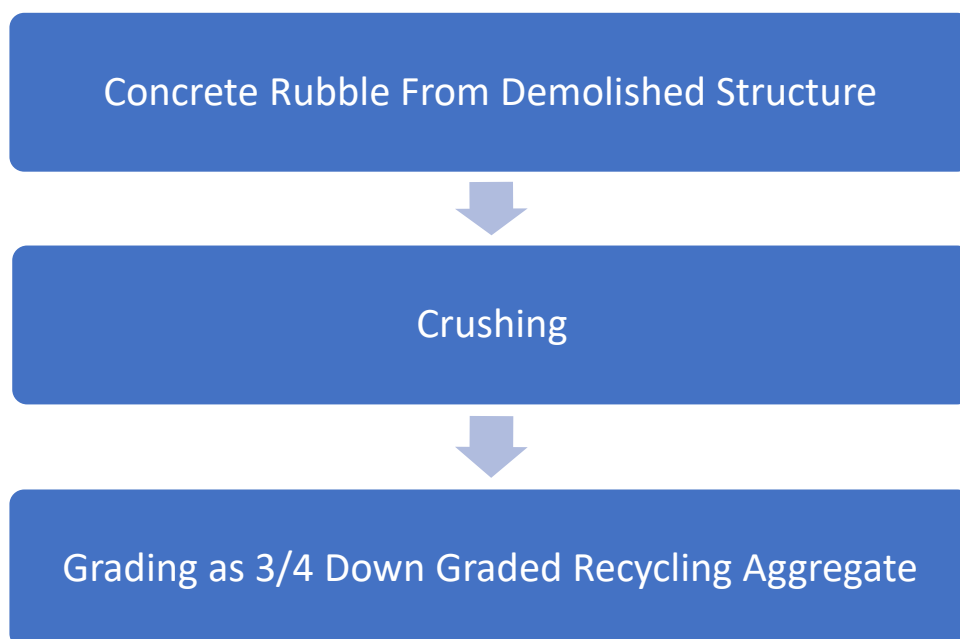 Concrete Rubble From Demolished Structure
Crushing
Grading as 3/4 Down Graded Recycling Aggregate